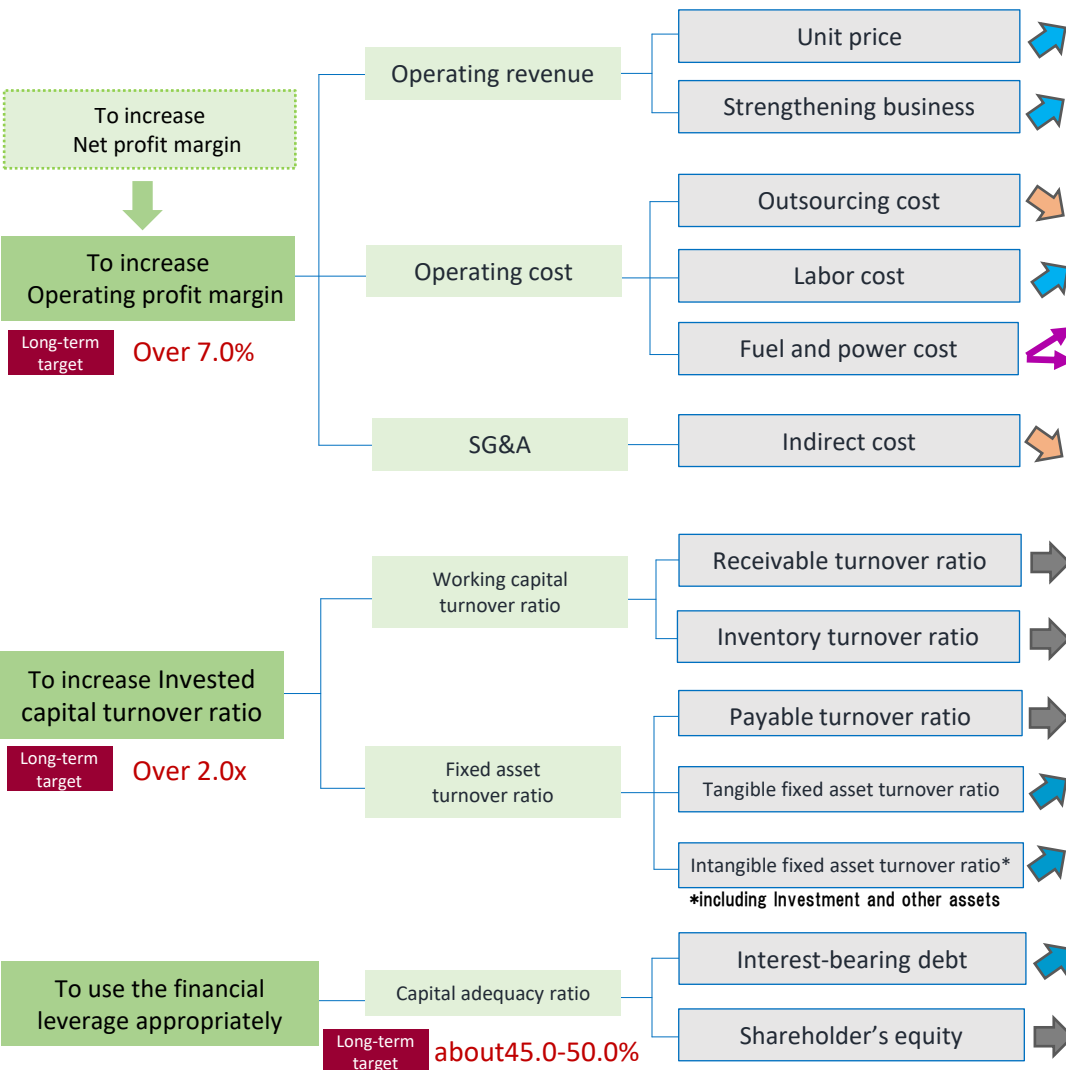 Unit price
Operating revenue
Strengthening business
To increase
Net profit margin
Outsourcing cost
To increase
Operating profit margin
Operating cost
Labor cost
Long-term
target
Over 7.0%
Fuel and power cost
SG&A
Indirect cost
Receivable turnover ratio
Working capital
turnover ratio
Inventory turnover ratio
To increase Invested
capital turnover ratio
Payable turnover ratio
Long-term
target
Over 2.0x
Fixed asset
turnover ratio
Tangible fixed asset turnover ratio
Intangible fixed asset turnover ratio*
*including Investment and other assets
Interest-bearing debt
To use the financial
leverage appropriately
Capital adequacy ratio
Shareholder’s equity
Long-term
target
about45.0-50.0%